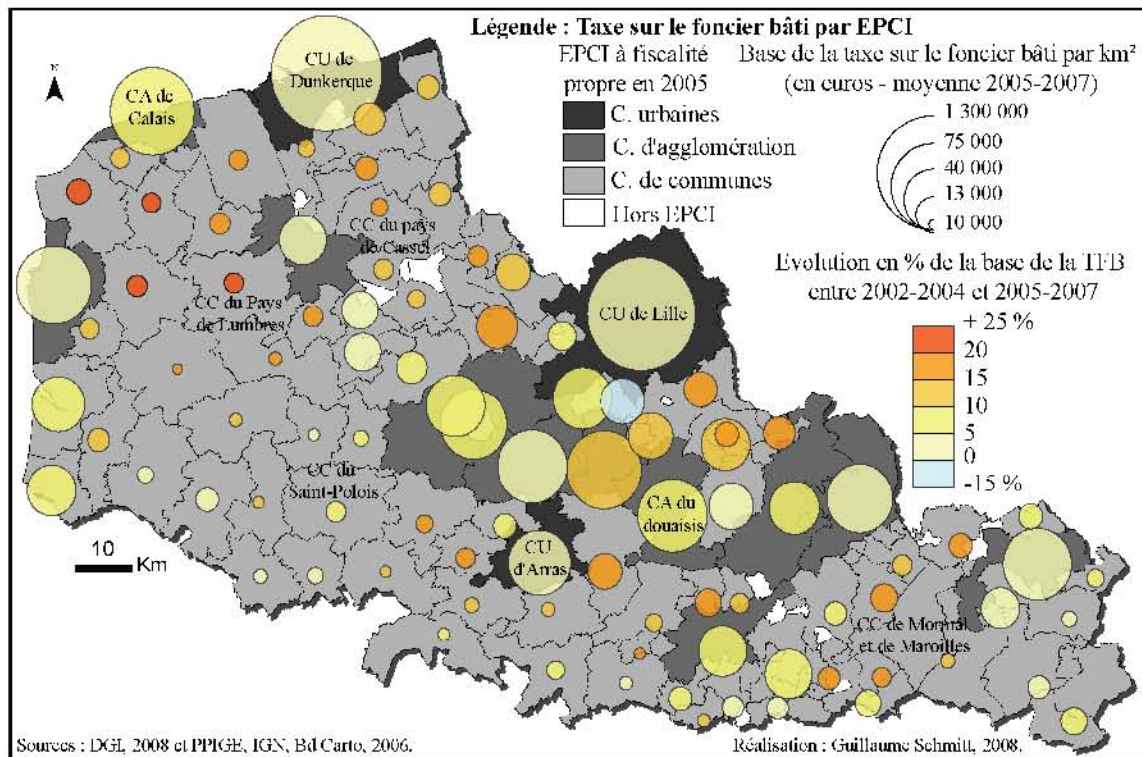 Légende : Taxe sur le foncier bâti par EPCI
EPCI à fiscalité
propre en 2005
C. urbaines
C. d'agglomération
C. de communes
Hors EPCI
Base de la taxe sur le foncier bâti par km²
(en euros - moyenne 2005-2007)
1 300 000
75 000
40 000
13 000
10 000
Evolution en % de la base de la TFB
entre 2002-2004 et 2005-2007
+ 25 %
20
15
10
5
0
-15 %
N
CU de
Dunkerque
CA de
Calais
CC du pays
de Cassel
CC du Pays
de Lumbres
CU de Lille
CC du
Saint-Polois
CA du
douaisis
CU
d'Arras
CC de Mormal
et de Maroilles
10
Km
Sources : DGI, 2008 et PPIGE, IGN, Bd Carto, 2006.
Réalisation : Guillaume Schmitt, 2008.